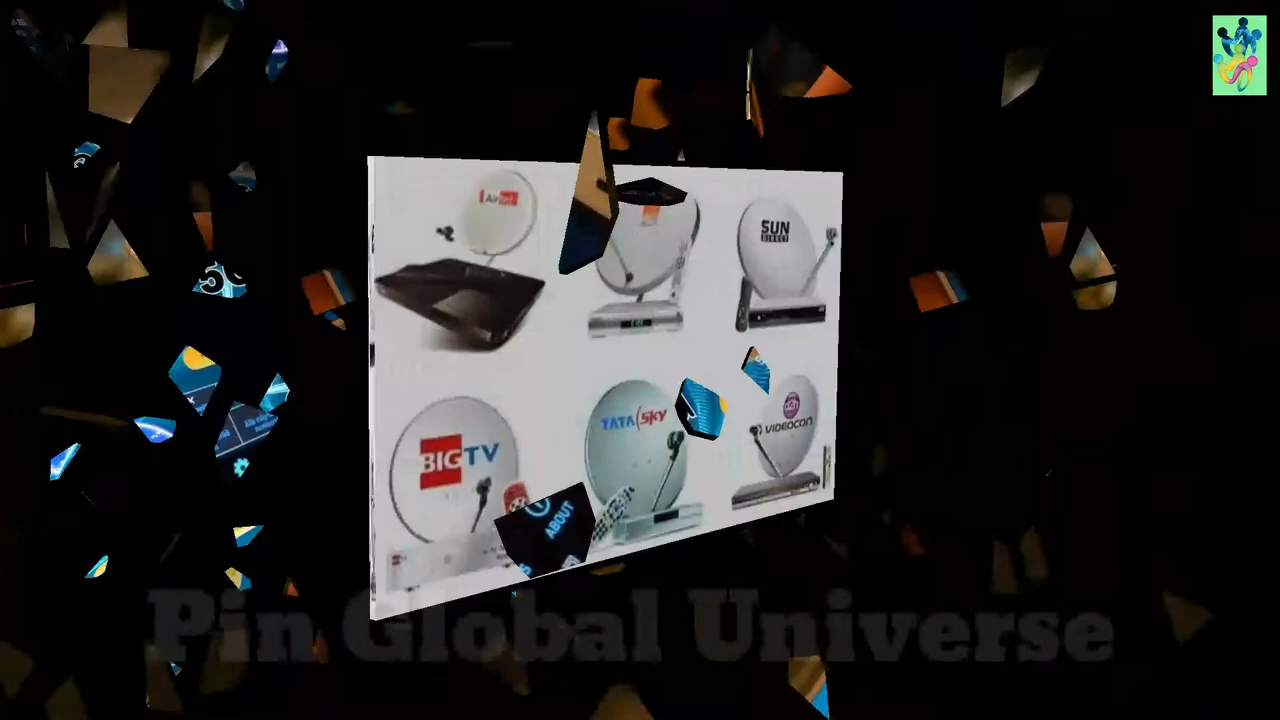 Airtel
SUN
DIRECT
BIG TV
TATA SKY
d2h
VIDEOCON
ABOUT
Pin Global Universe